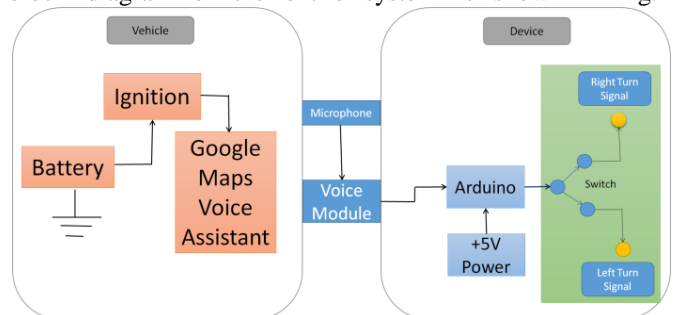 Vehicle
Device
Ignition
Battery
Google
Maps
Voice
Assistant
Microphone
Voice
Module
Arduino
+5V
Power
Right Turn
Signal
Switch
Left Turn
Signal